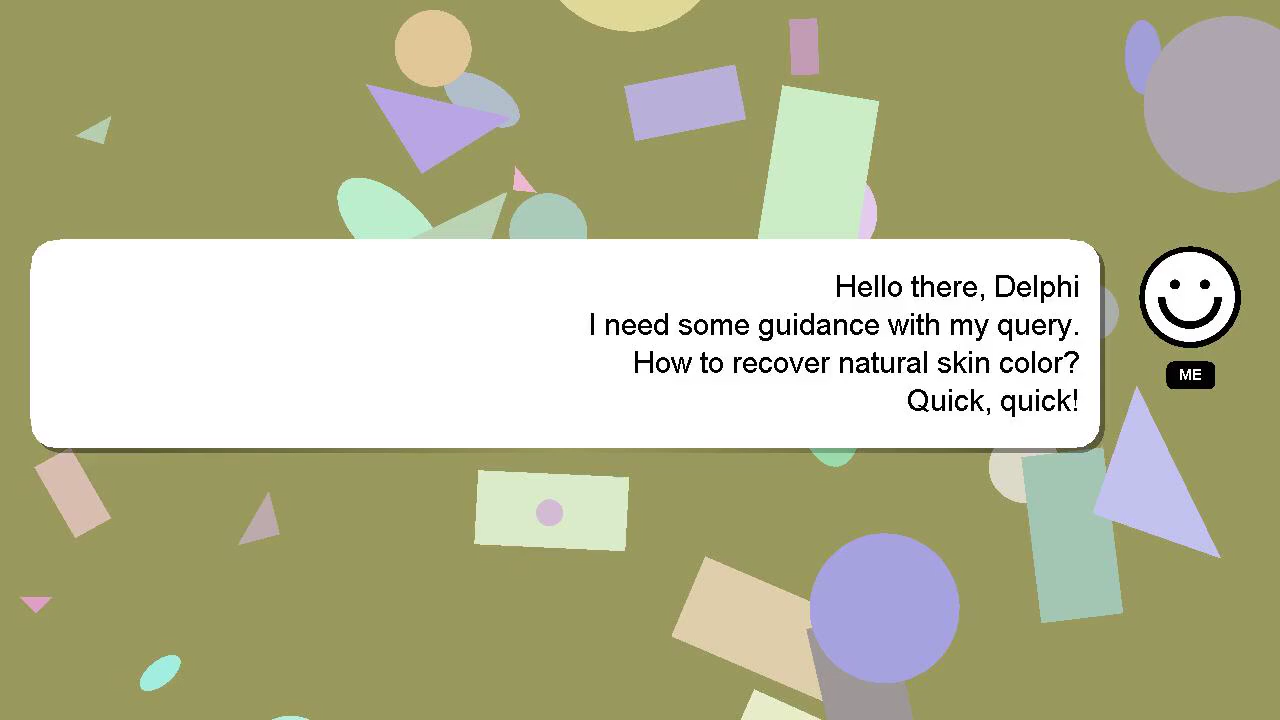 Hello there, Delphi
I need some guidance with my query.
How to recover natural skin color?
Quick, quick!
ME